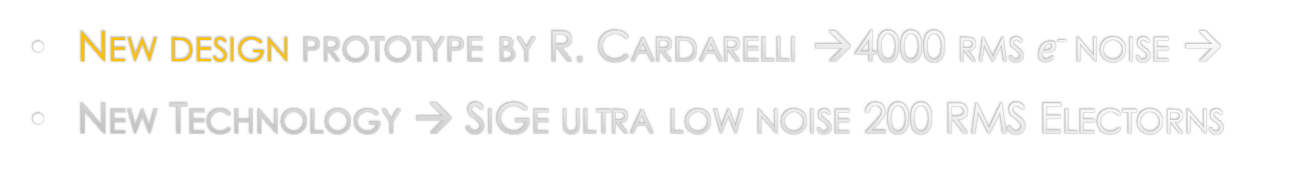 ○ New design prototype by R. Cardarelli →4000 rms e⁻ noise →
○ New Technology → SiGe ultra low noise 200 RMS Electorns